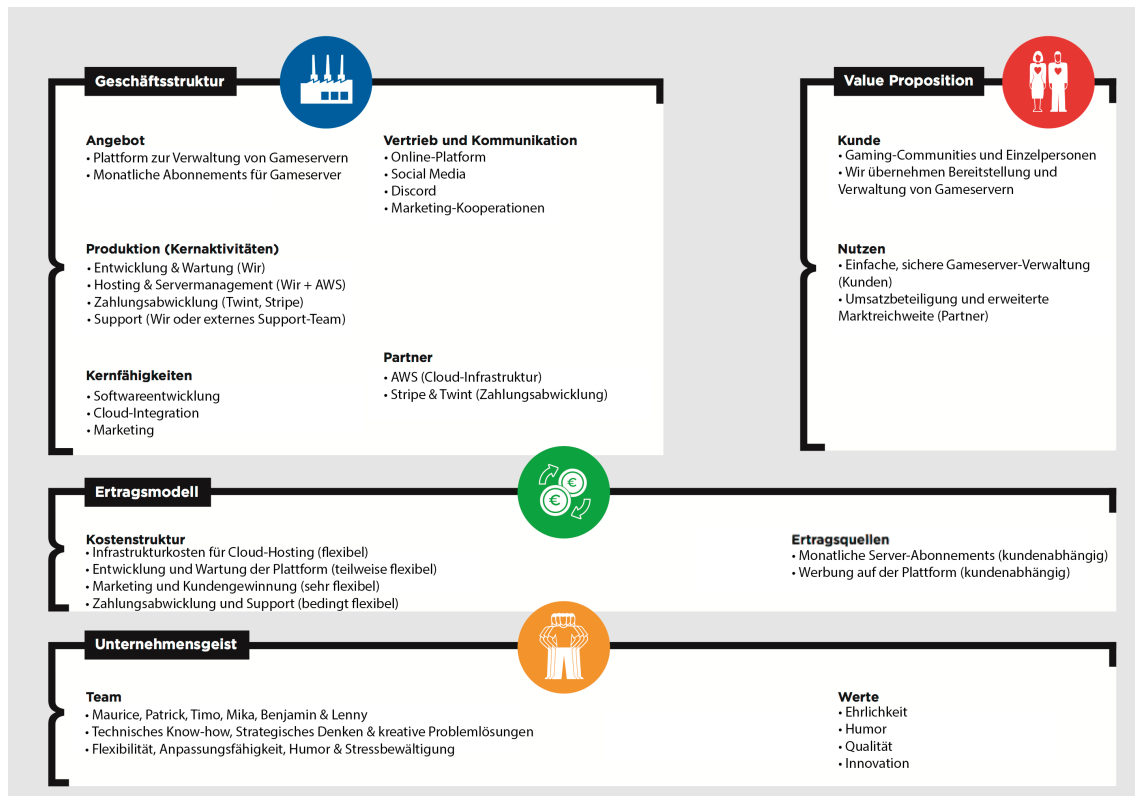 Geschäftsstruktur
Angebot
• Plattform zur Verwaltung von Gameservern
• Monatliche Abonnements für Gameserver
Vertrieb und Kommunikation
• Online-Platform
• Social Media
• Discord
• Marketing-Kooperationen
Produktion (Kernaktivitäten)
• Entwicklung & Wartung (Wir)
• Hosting & Servermanagement (Wir + AWS)
• Zahlungsabwicklung (Twint, Stripe)
• Support (Wir oder externes Support-Team)
Kernfähigkeiten
• Softwareentwicklung
• Cloud-Integration
• Marketing
Partner
• AWS (Cloud-Infrastruktur)
• Stripe & Twint (Zahlungsabwicklung)
Value Proposition
Kunde
• Gaming-Communities und Einzelpersonen
• Wir übernehmen Bereitstellung und
Verwaltung von Gameservern
Nutzen
• Einfache, sichere Gameserver-Verwaltung
(Kunden)
• Umsatzbeteiligung und erweiterte
Marktreichweite (Partner)
Ertragsmodell
€
€
Kostenstruktur
• Infrastrukturkosten für Cloud-Hosting (flexibel)
• Entwicklung und Wartung der Plattform (teilweise flexibel)
• Marketing und Kundengewinnung (sehr flexibel)
• Zahlungsabwicklung und Support (bedingt flexibel)
Ertragsquellen
• Monatliche Server-Abonnements (kundenabhängig)
• Werbung auf der Plattform (kundenabhängig)
Unternehmensgeist
Team
• Maurice, Patrick, Timo, Mika, Benjamin & Lenny
• Technisches Know-how, Strategisches Denken & kreative Problemlösungen
• Flexibilität, Anpassungsfähigkeit, Humor & Stressbewältigung
Werte
• Ehrlichkeit
• Humor
• Qualität
• Innovation